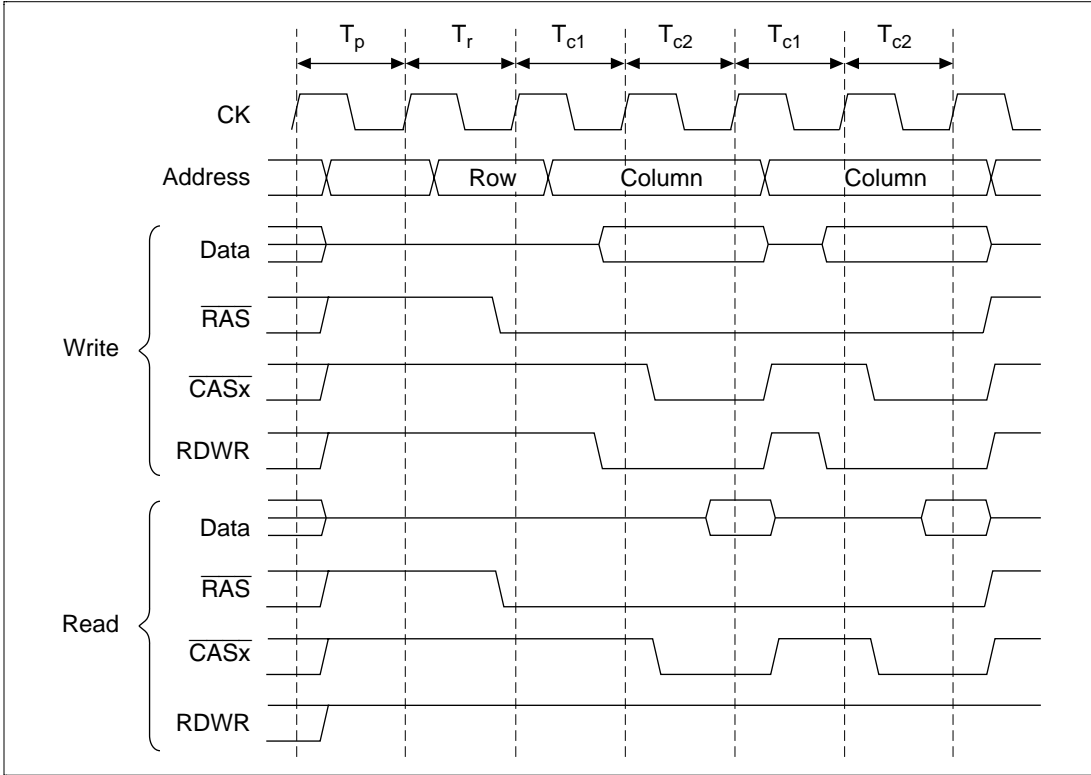 Tp Tr Tc1 Tc2 Tc1 Tc2
CK
Address Row Column Column
Write
Data
RAS
CASx
RDWR
Read
Data
RAS
CASx
RDWR